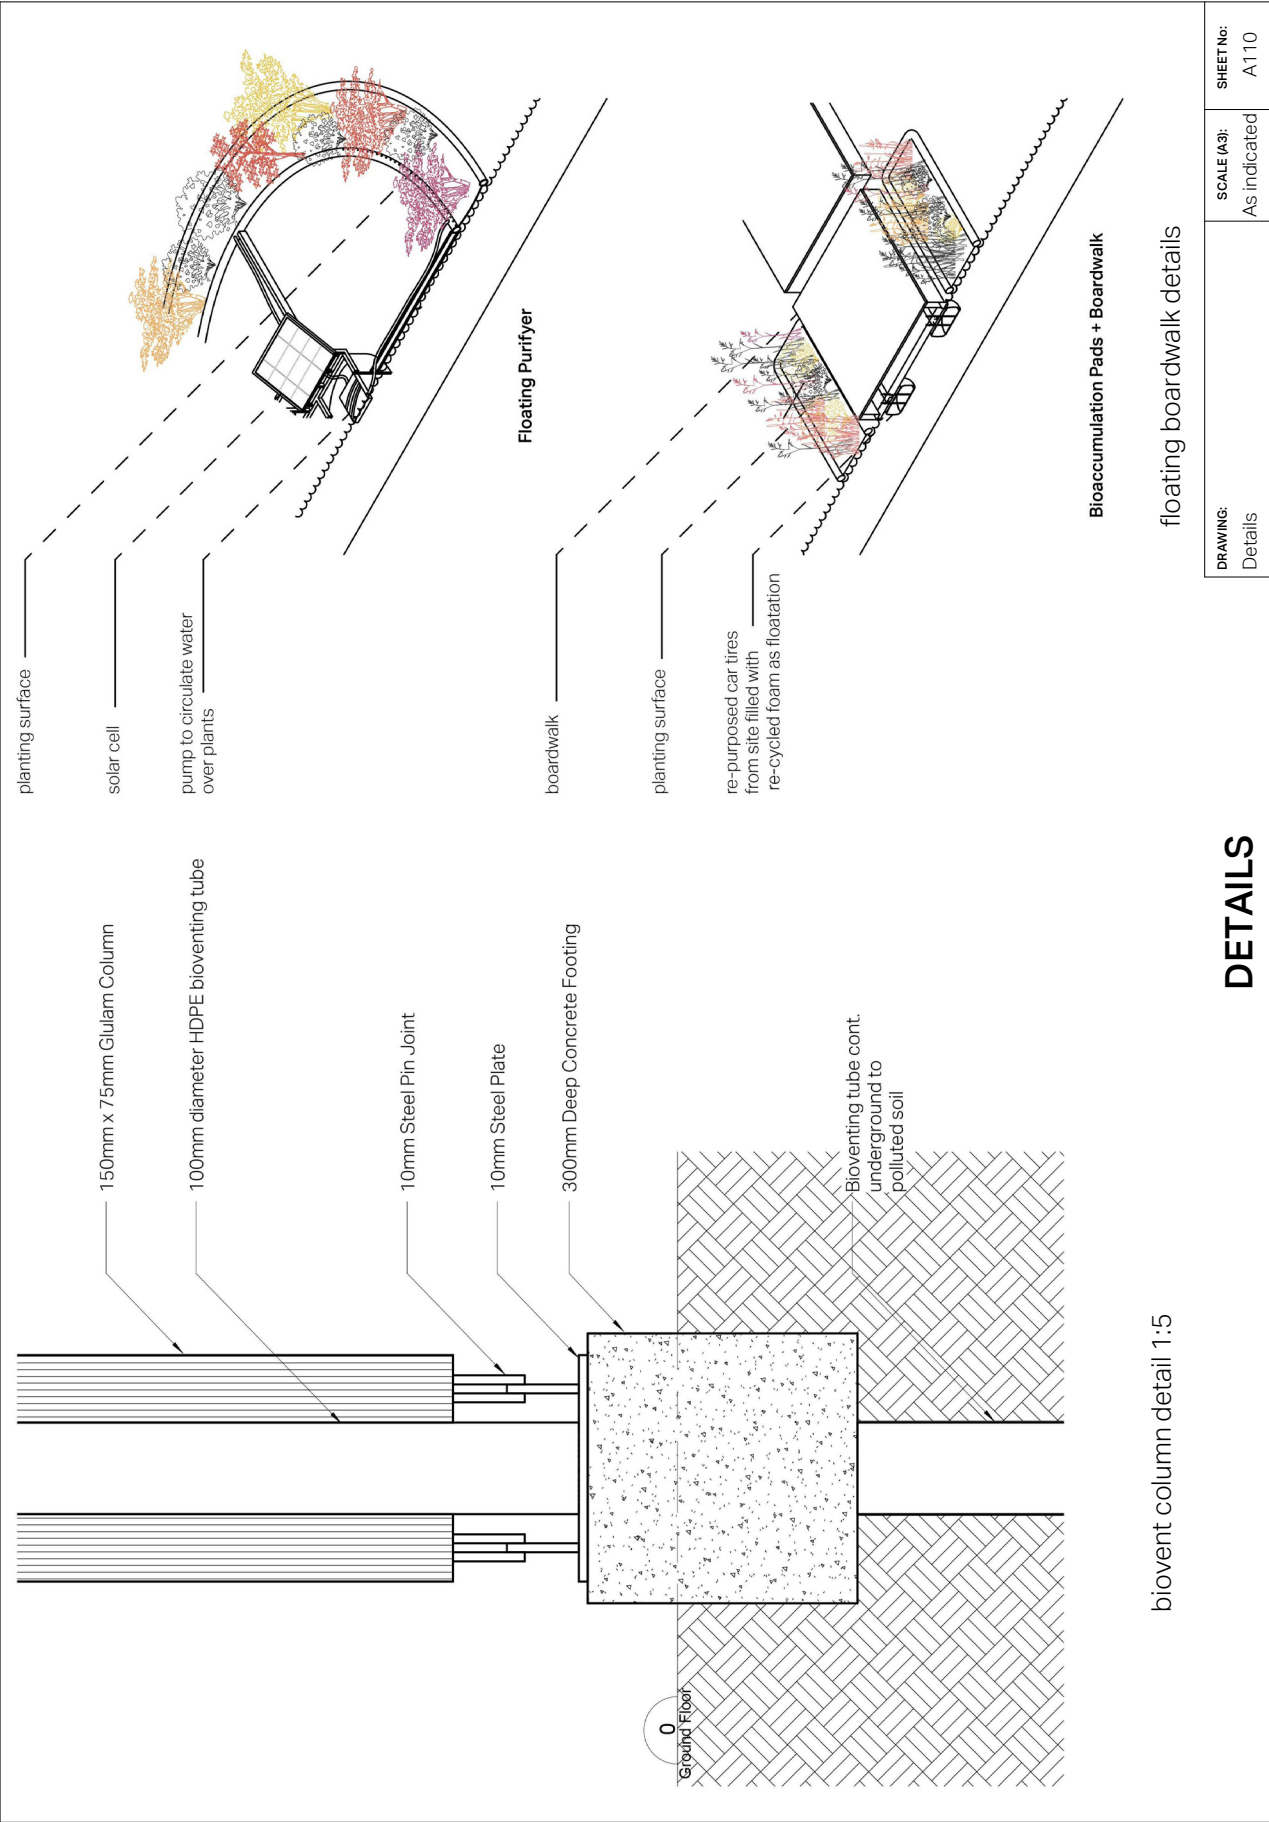 150mm x 75mm Glulam Column
100mm diameter HDPE bioventing tube
10mm Steel Pin Joint
10mm Steel Plate
300mm Deep Concrete Footing
0
Ground Floor
Bioventing tube cont.
underground to
polluted soil
biovent column detail 1:5
planting surface
solar cell
pump to circulate water
over plants
Floating Purifyer
boardwalk
planting surface
re-purposed car tires
from site filled with
re-cycled foam as floatation
Bioaccumulation Pads + Boardwalk
floating boardwalk details
DETAILS
DRAWING:
Details
SCALE (A3):
As indicated
SHEET No:
A110